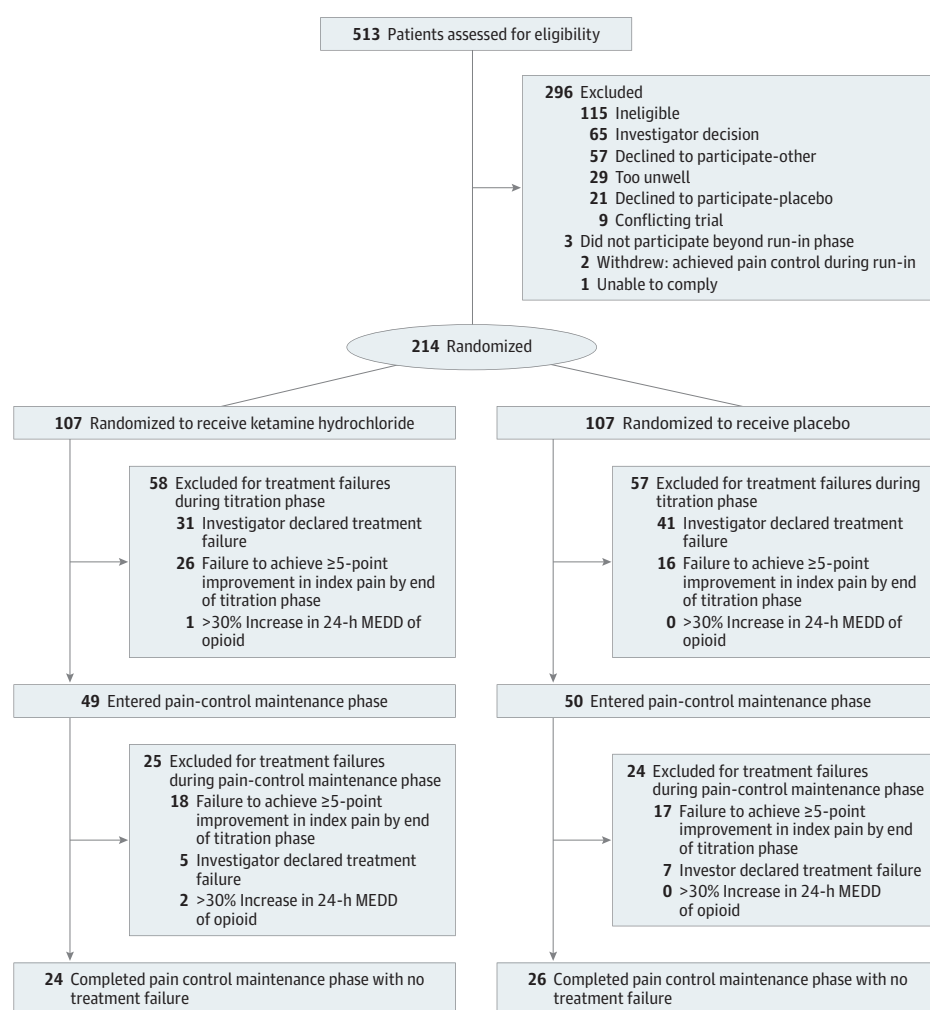 513 Patients assessed for eligibility
296 Excluded
115 Ineligible
65 Investigator decision
57 Declined to participate-other
29 Too unwell
21 Declined to participate-placebo
9 Conflicting trial
3 Did not participate beyond run-in phase
2 Withdrew: achieved pain control during run-in
1 Unable to comply
214 Randomized
107 Randomized to receive ketamine hydrochloride
58 Excluded for treatment failures
during titration phase
31 Investigator declared treatment
failure
26 Failure to achieve ≥5-point
improvement in index pain by end
of titration phase
1 >30% Increase in 24-h MEDD of
opioid
49 Entered pain-control maintenance phase
25 Excluded for treatment failures
during pain-control maintenance phase
18 Failure to achieve ≥5-point
improvement in index pain by end
of titration phase
5 Investigator declared treatment
failure
2 >30% Increase in 24-h MEDD
of opioid
24 Completed pain control maintenance phase with no
treatment failure
107 Randomized to receive placebo
57 Excluded for treatment failures during
titration phase
41 Investigator declared treatment
failure
16 Failure to achieve ≥5-point
improvement in index pain by end
of titration phase
0 >30% Increase in 24-h MEDD of
opioid
50 Entered pain-control maintenance phase
24 Excluded for treatment failures
during pain-control maintenance phase
17 Failure to achieve ≥5-point
improvement in index pain by end
of titration phase
7 Investor declared treatment failure
0 >30% Increase in 24-h MEDD
of opioid
26 Completed pain control maintenance phase with no
treatment failure